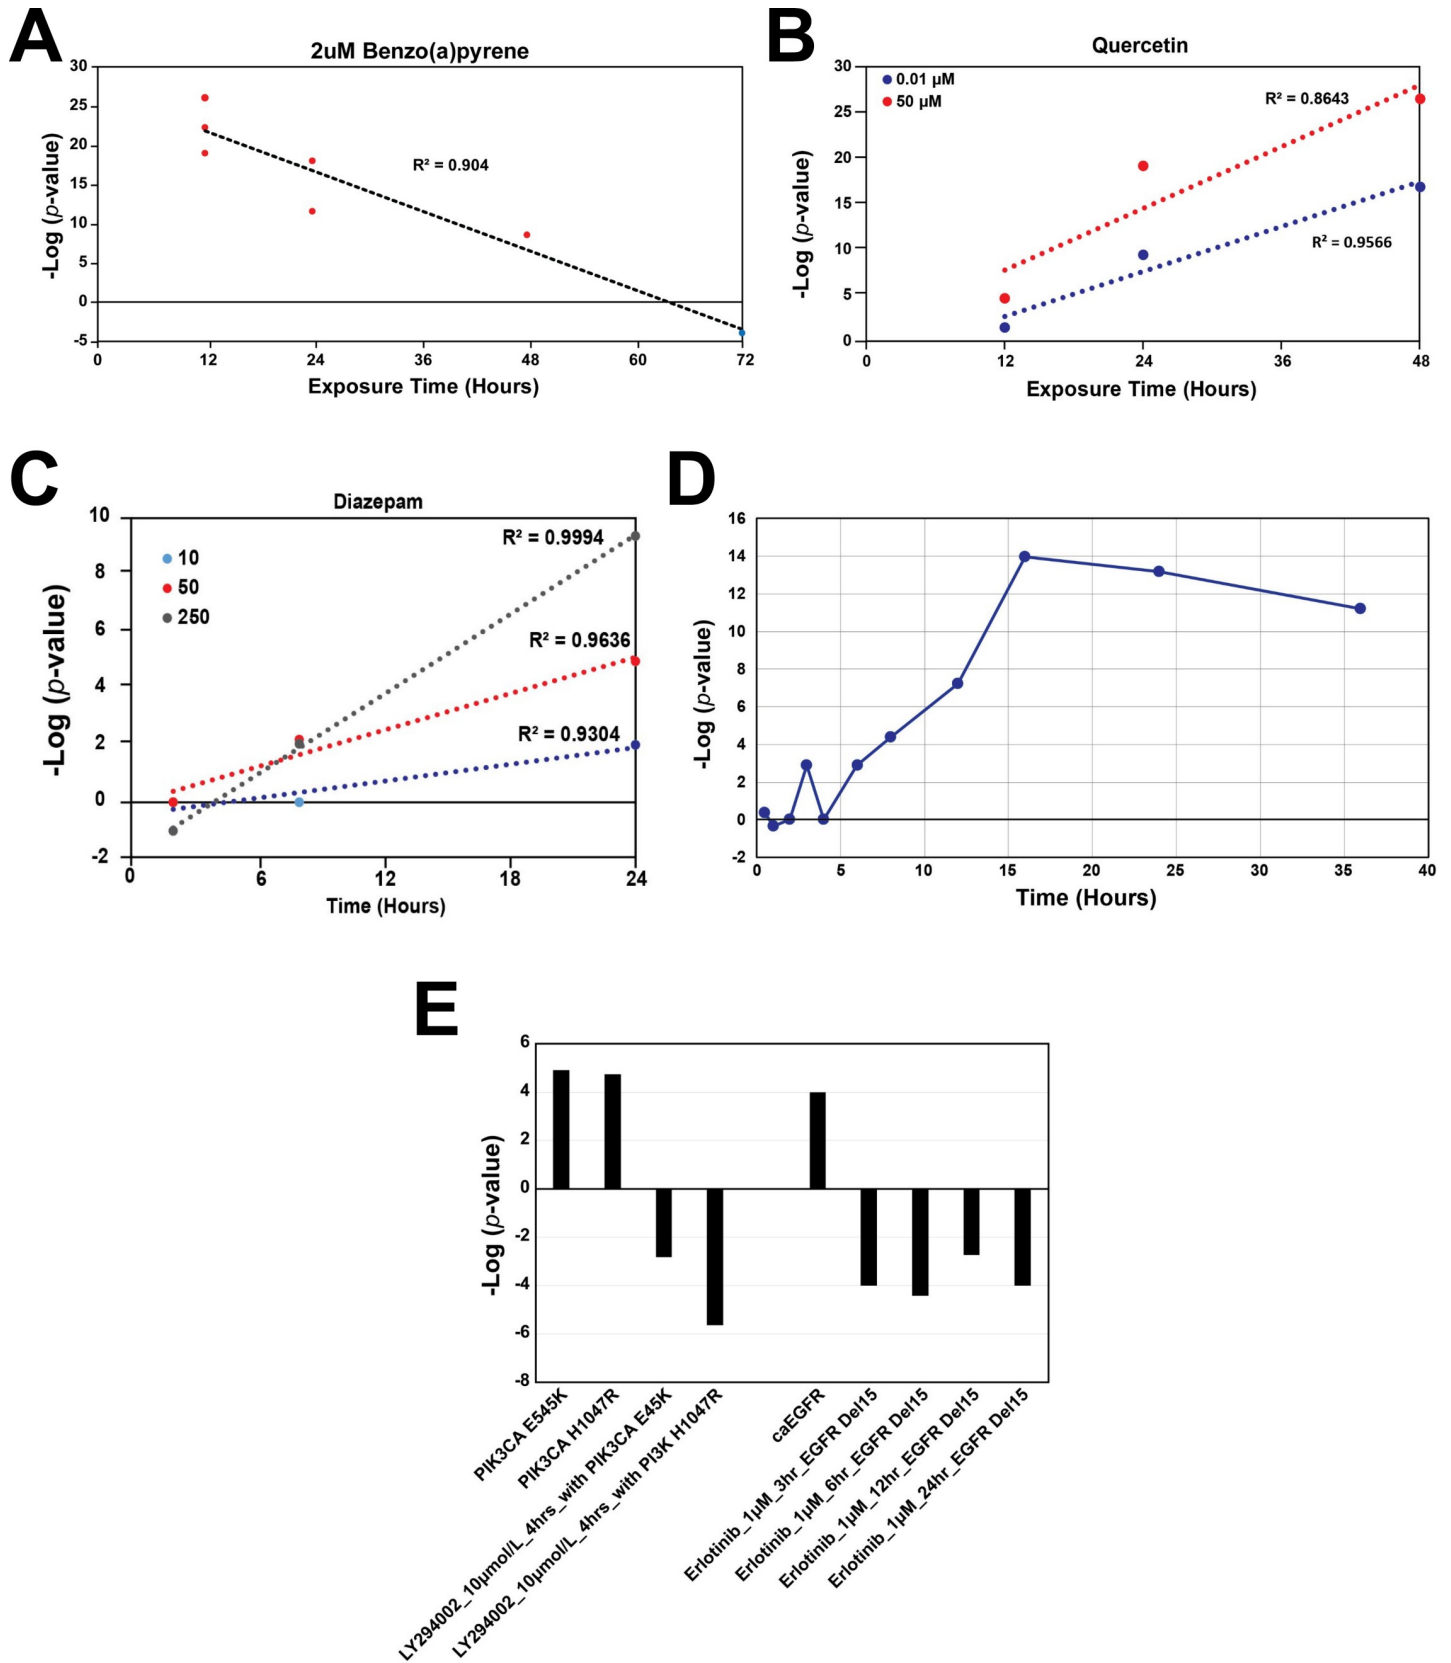 A
2uM Benzo(a)pyrene
30
25
20
15
10
5
0
-5
-Log (p-value)
R² = 0.904
0 12 24 36 48 60 72
Exposure Time (Hours)
B
Quercetin
30
25
20
15
10
5
0
-Log (p-value)
0.01 µM
50 µM
R² = 0.8643
R² = 0.9566
0 12 24 36 48
Exposure Time (Hours)
C
Diazepam
10
8
6
4
2
0
-2
-Log (p-value)
10
50
250
R² = 0.9994
R² = 0.9636
R² = 0.9304
0 6 12 18 24
Time (Hours)
D
16
14
12
10
8
6
4
2
0
-2
-Log (p-value)
0 5 10 15 20 25 30 35 40
Time (Hours)
E
6
4
2
0
-2
-4
-6
-8
-Log (p-value)
PIK3CA E545K
PIK3CA H1047R
LY294002_10µmol/L_4hrs_with PIK3CA E45K
LY294002_10µmol/L_4hrs_with PI3K H1047R
caEGFR
Erlotinib_1µM_3hr_EGFR Del15
Erlotinib_1µM_6hr_EGFR Del15
Erlotinib_1µM_12hr_EGFR Del15
Erlotinib_1µM_24hr_EGFR Del15